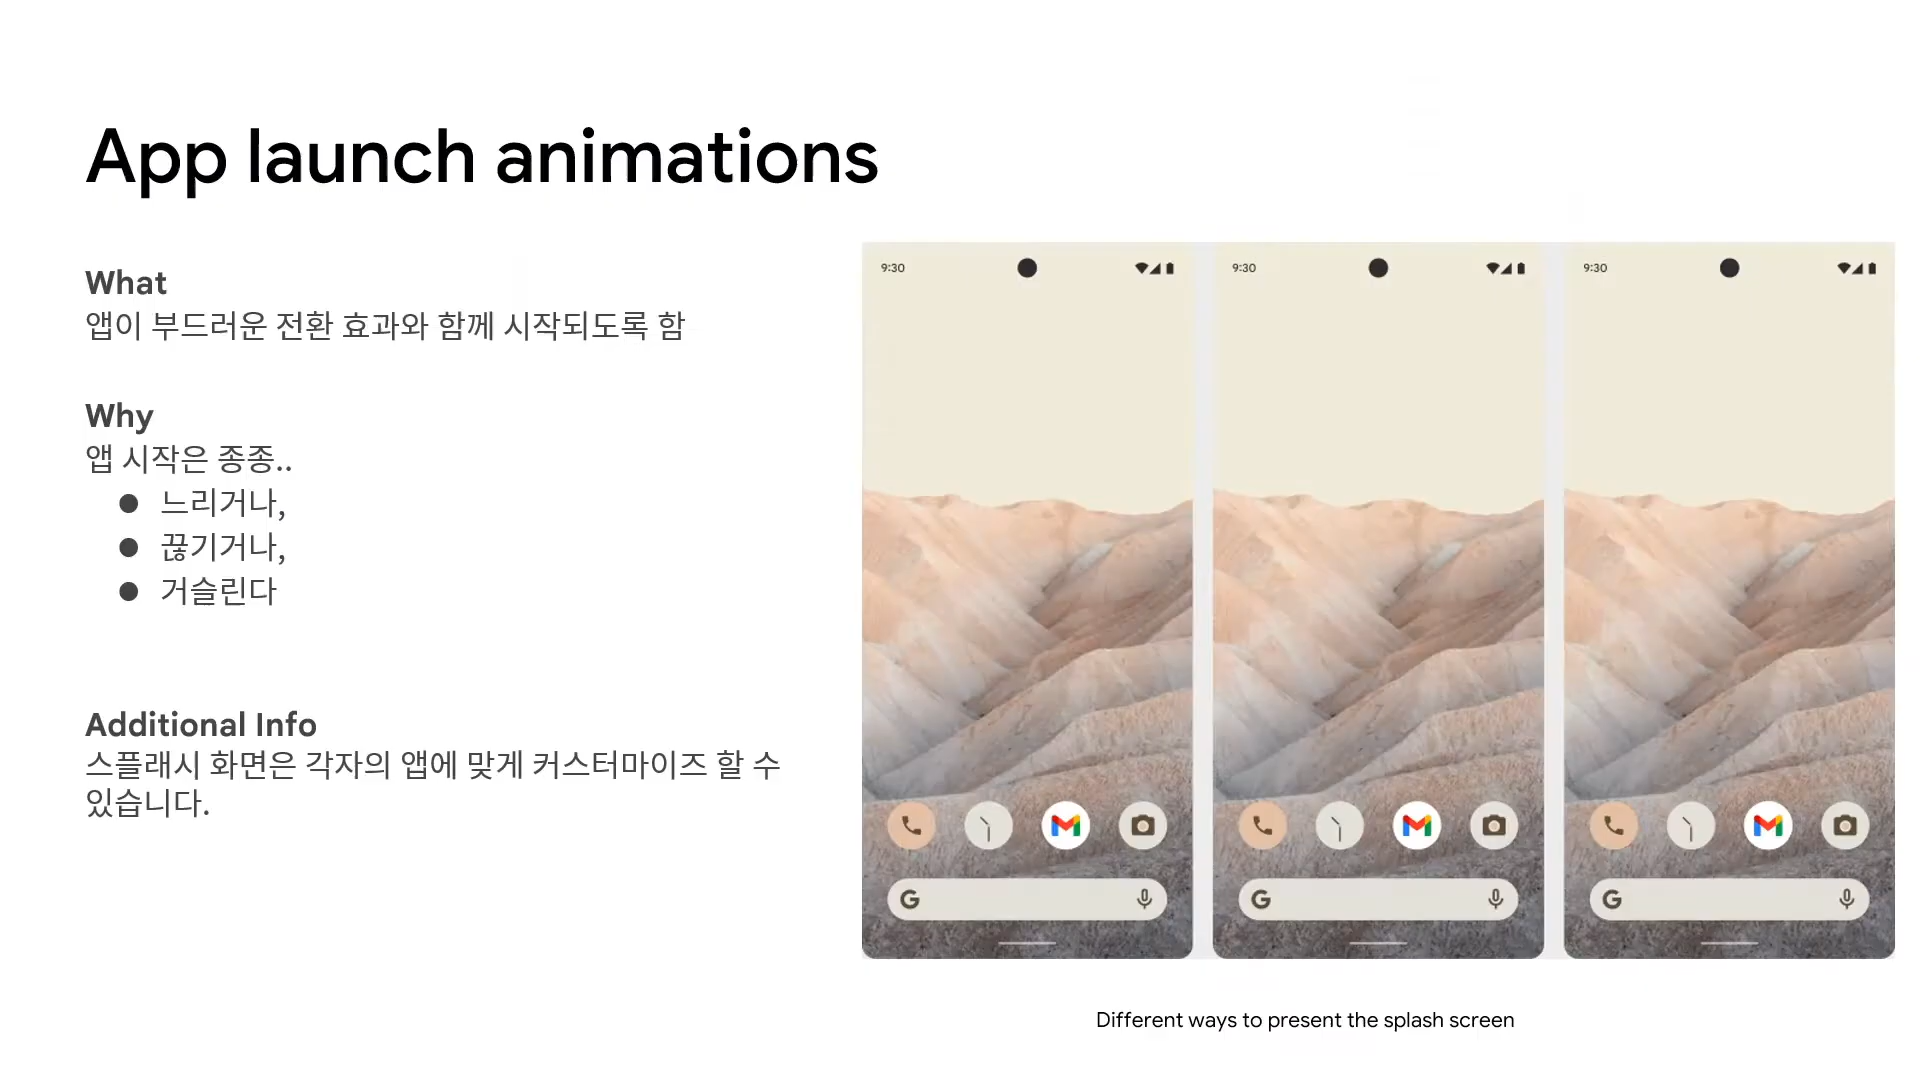 App launch animations
What
앱이 부드러운 전환 효과와 함께 시작되도록 함
Why
앱 시작은 종종..
● 느리거나,
● 끊기거나,
● 거슬린다
Additional Info
스플래시 화면은 각자의 앱에 맞게 커스터마이즈 할 수
있습니다.
9:30
9:30
9:30
G
G
G
Different ways to present the splash screen